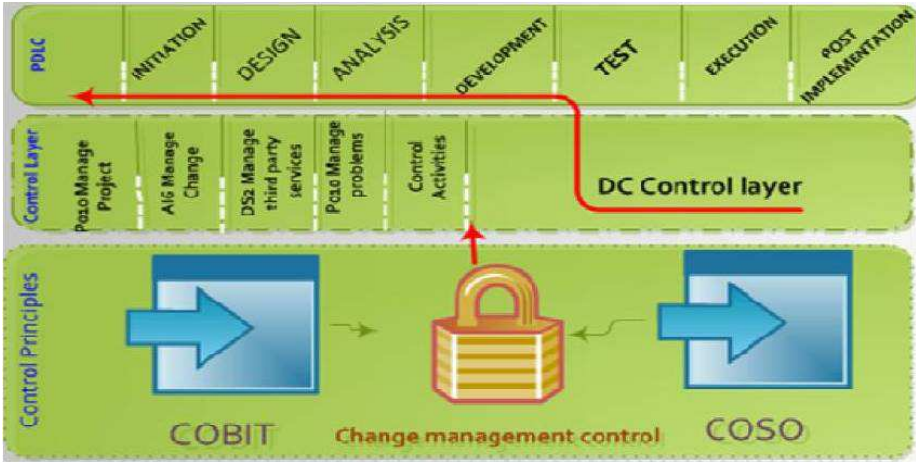 PDLC
INITIATION
DESIGN
ANALYSIS
DEVELOPMENT
TEST
EXECUTION
POST
IMPLEMENTATION
Control Layer
Po10 Manage
Project
AI6 Manage
Change
DS2 Manage
third party
services
Po10 Manage
problems
Control
Activities
DC Control layer
Control Principles
COBIT
Change management control
COSO